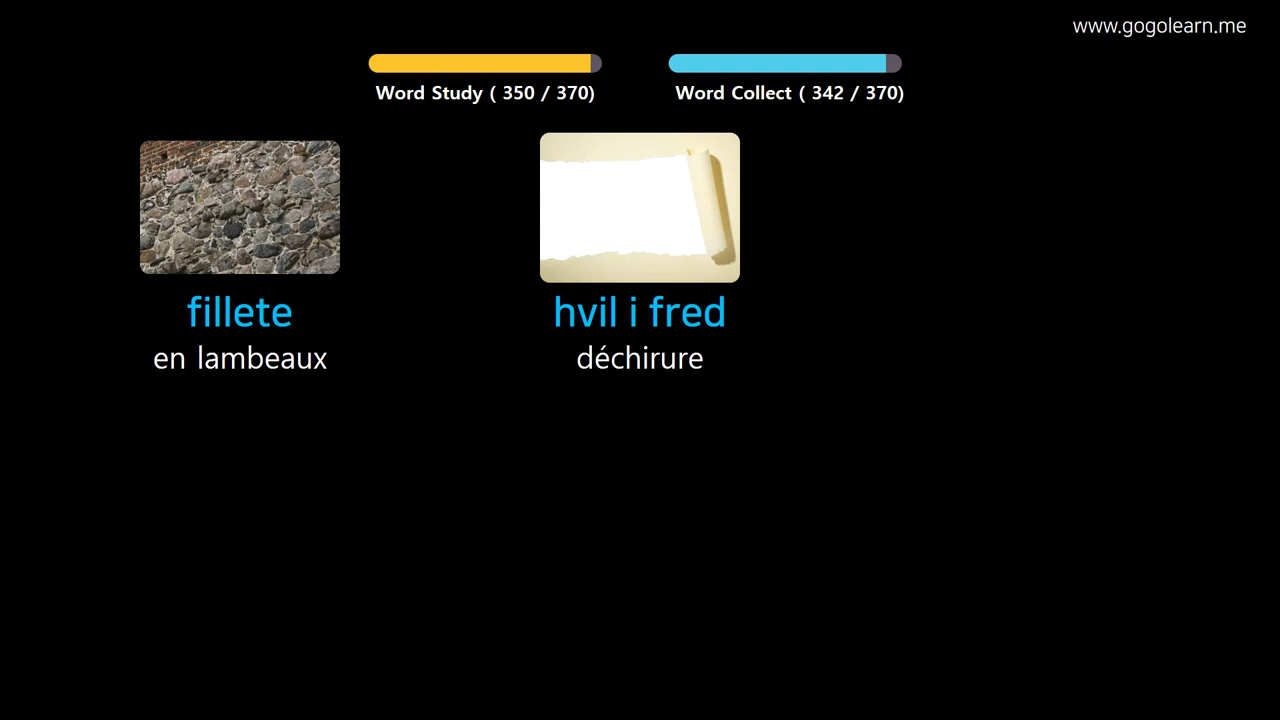 www.gogolearn.me
Word Study ( 350 / 370)
Word Collect ( 342 / 370)
fillete
en lambeaux
hvil i fred
déchirure